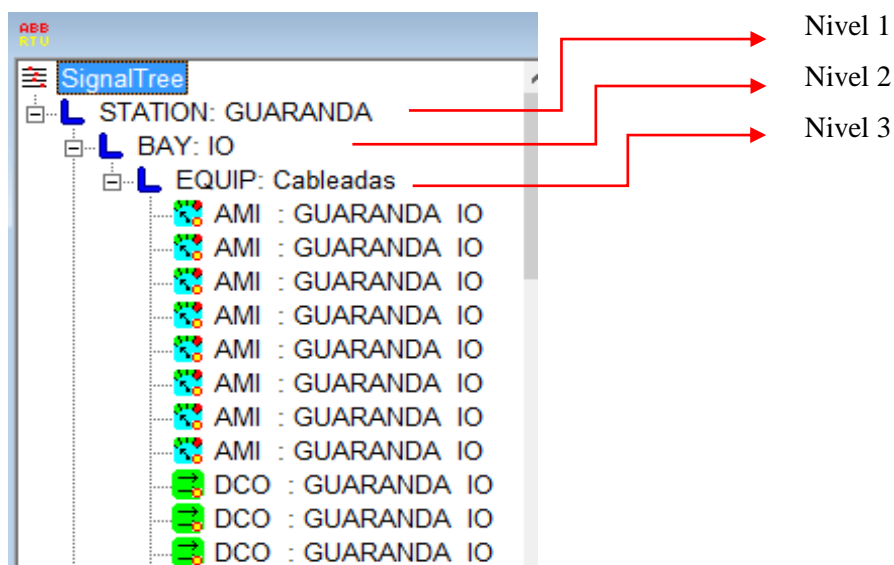 ABB
RTU
Nivel 1
SignalTree
Nivel 2
STATION: GUARANDA
Nivel 3
BAY: IO
EQUIP: Cableadas
AMI : GUARANDA IO
AMI : GUARANDA IO
AMI : GUARANDA IO
AMI : GUARANDA IO
AMI : GUARANDA IO
AMI : GUARANDA IO
AMI : GUARANDA IO
AMI : GUARANDA IO
DCO : GUARANDA IO
DCO : GUARANDA IO
DCO : GUARANDA IO